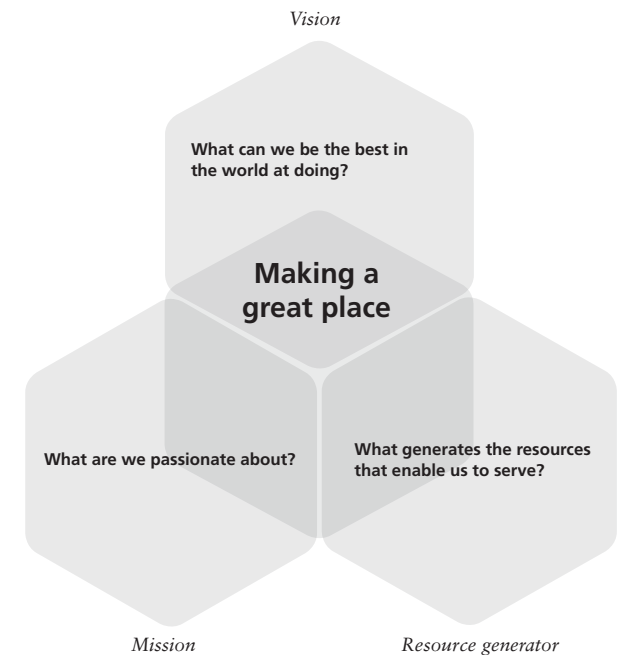 Vision
What can we be the best in
the world at doing?
Making a
great place
What are we passionate about?
What generates the resources
that enable us to serve?
Mission
Resource generator